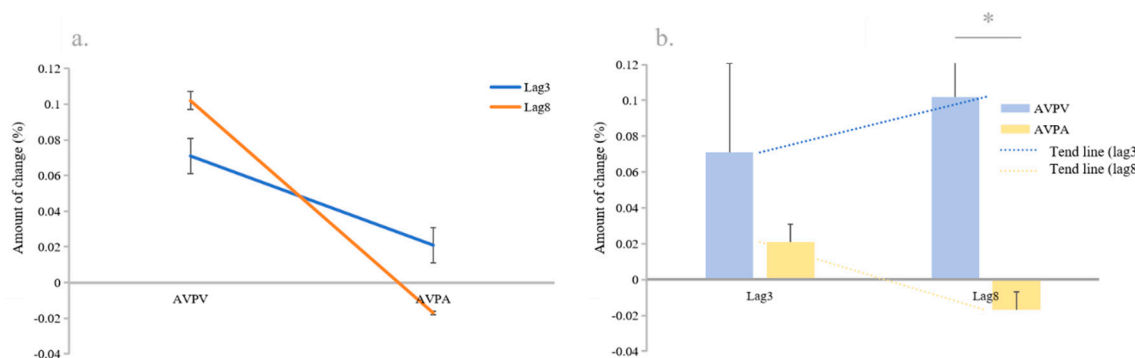 a.
Amount of change (%)
0.12
0.1
0.08
0.06
0.04
0.02
0
-0.02
-0.04
AVPV
AVPA
Lag3
Lag8
b.
*
Amount of change (%)
0.12
0.1
0.08
0.06
0.04
0.02
0
-0.02
-0.04
Lag3
Lag8
AVPV
AVPA
Tend line (lag3
Tend line (lag8